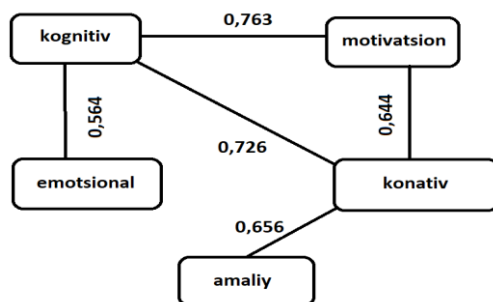 0,763
kognitiv
motivatsion
0,564
0,644
0,726
emotsional
konativ
0,656
amaliy